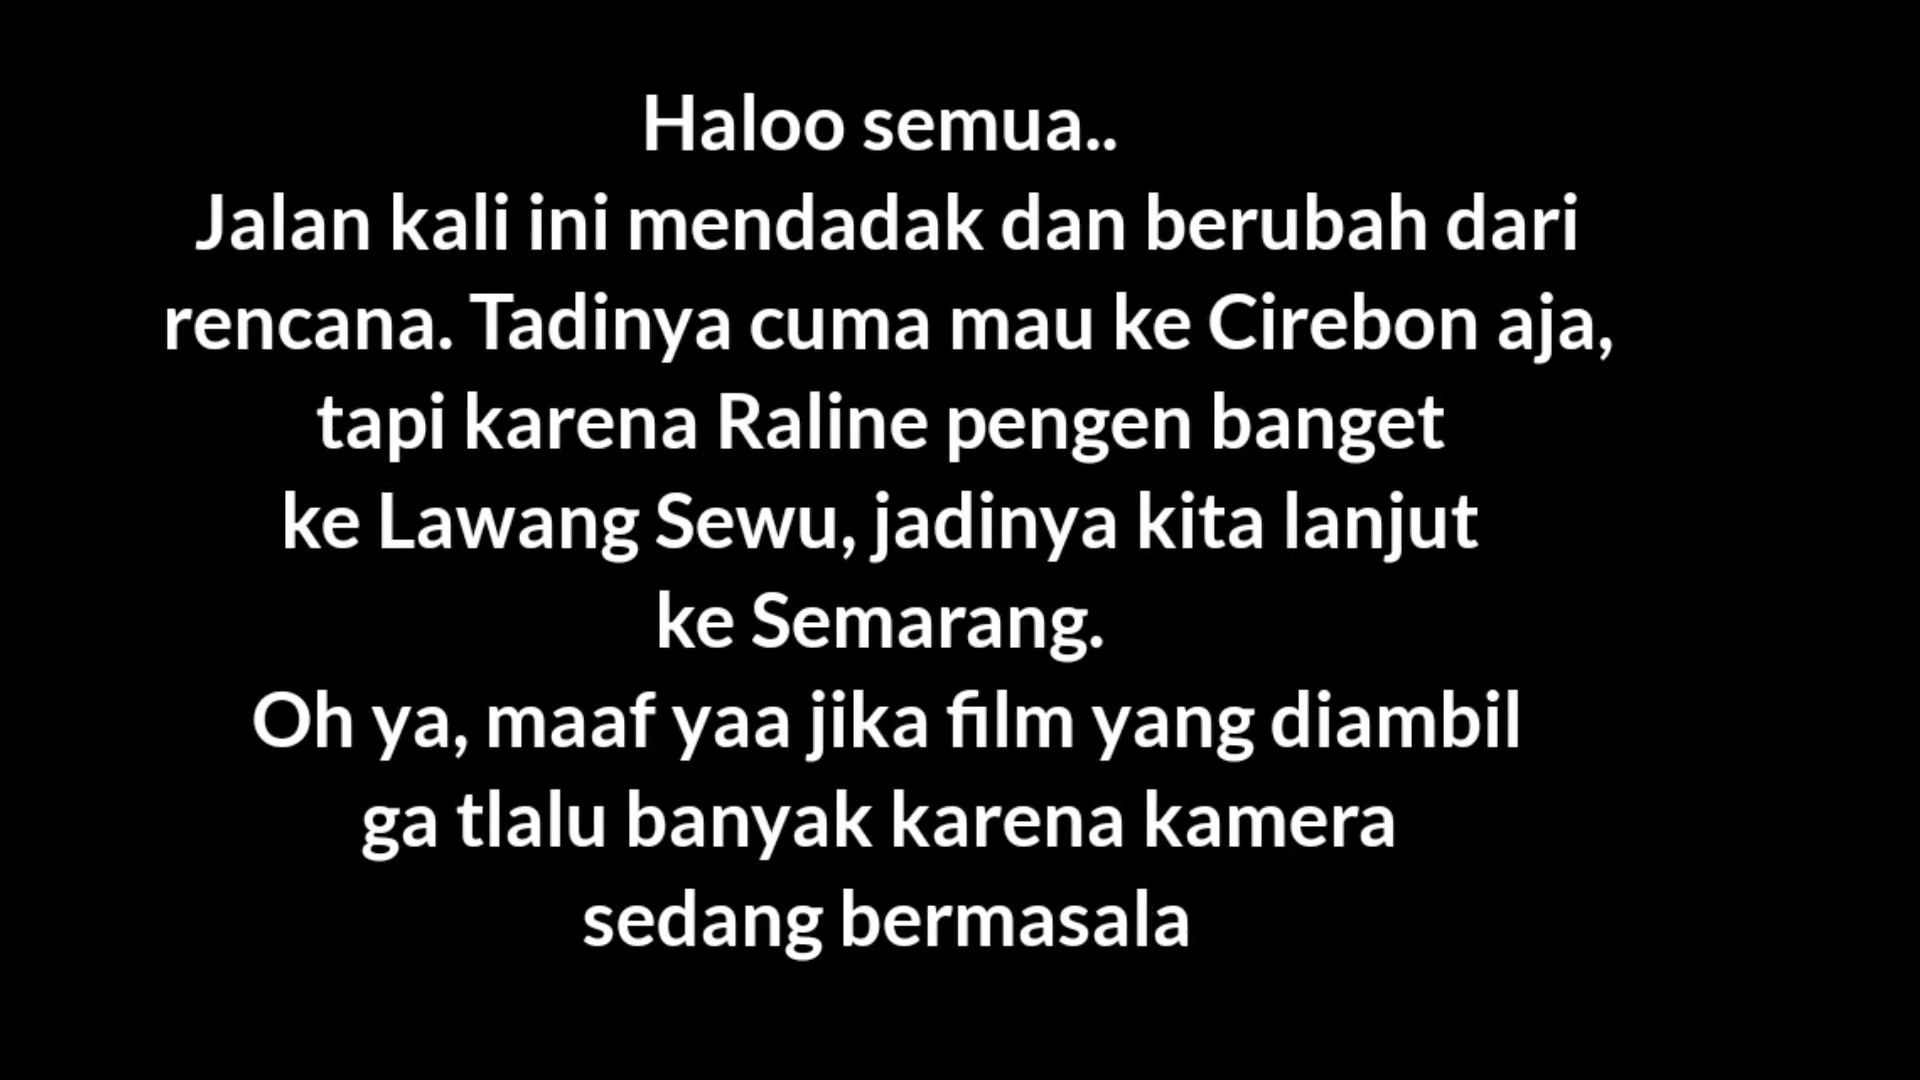 Haloo semua..
Jalan kali ini mendadak dan berubah dari
rencana. Tadinya cuma mau ke Cirebon aja,
tapi karena Raline pengen banget
ke Lawang Sewu, jadinya kita lanjut
ke Semarang.
Oh ya, maaf yaa jika film yang diambil
ga tlalu banyak karena kamera
sedang bermasala